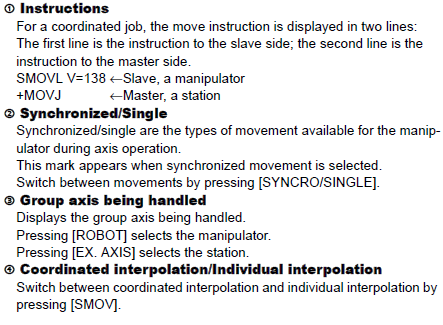 ① Instructions
For a coordinated job, the move instruction is displayed in two lines:
The first line is the instruction to the slave side; the second line is the
instruction to the master side.
SMOVL V=138 ←Slave, a manipulator
+MOVJ ←Master, a station
② Synchronized/Single
Synchronized/single are the types of movement available for the manip-
ulator during axis operation.
This mark appears when synchronized movement is selected.
Switch between movements by pressing [SYNCRO/SINGLE].
③ Group axis being handled
Displays the group axis being handled.
Pressing [ROBOT] selects the manipulator.
Pressing [EX. AXIS] selects the station.
④ Coordinated interpolation/Individual interpolation
Switch between coordinated interpolation and individual interpolation by
pressing [SMOV].